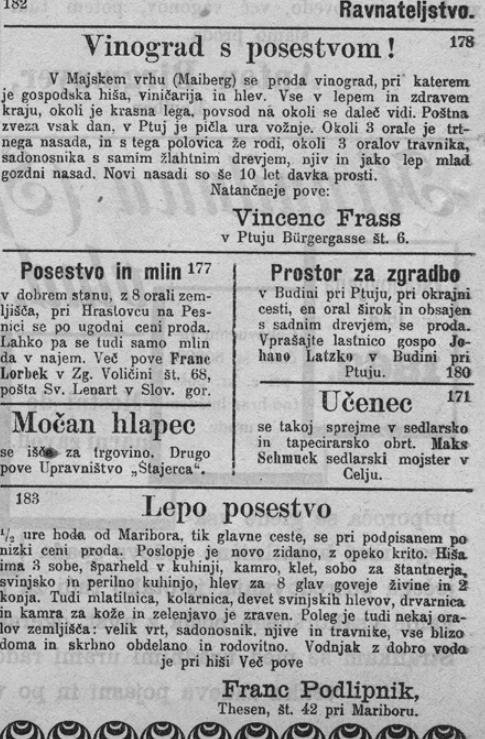 182
Ravnateljstvo.
Vinograd s posestvom! 178
V Majskem vrhu (Maiberg) se proda vinograd, pri katerem
je gospodska hiša, viničarija in hlev. Vse v lepem in zdravem
kraju, okoli je krasna lega, povsod na okoli se daleč vidi. Poštna
zveza vsak dan, v Ptuj je pičla ura vožnje. Okoli 3 orale je trt-
nega nasada, in s tega polovica že rodi, okoli 3 oralov travnika,
sadonosnika s samim žlahtnim drevjem, njiv in jako lep mlad
gozdni nasad. Novi nasadi so še 10 let davka prosti.
Natančneje pove:
Vincenc Frass
v Ptuju Bürgergasse št. 6.
Posestvo in mlin 177
v dobrem stanu, z 8 orali zem-
ljišča, pri Hrastovcu na Pes-
nici se po ugodni ceni proda.
Lahko pa se tudi samo mlin
da v najem. Več pove Franc
Lorbek v Zg. Voličini št. 68,
pošta Sv. Lenart v Slov. gor.
Močan hlapec
se išče za trgovino. Drugo
pove Upravništvo „Štajerca“.
Prostor za zgradbo
v Budini pri Ptuju, pri okrajni
cesti, en oral širok in obsajen
s sadnim drevjem, se proda.
Vprašajte lastnico gospo Jo-
hano Latzko v Budini pri
Ptuju. 180
Učenec 171
se takoj sprejme v sedlarsko
in tapecirarsko obrt. Maks
Schmuck sedlarski mojster v
Celju.
183
Lepo posestvo
1/2 ure hoda od Maribora, tik glavne ceste, se pri podpisanem po
nizki ceni proda. Poslopje je novo zidano, z opeko krito. Hiša
ima 3 sobe, šparheld v kuhinji, kamro, klet, sobo za štantnerja,
svinjsko in perilno kuhinjo, hlev za 8 glav goveje živine in 2
konja. Tudi mlatilnica, kolarnica, devet svinjskih hlevov, drvarnica
in kamra za kože in zelenjavo je zraven. Poleg je tudi nekaj ora-
lov zemljišča: velik vrt, sadonosnik, njive in travnike, vse blizo
doma in skrbno obdelano in rodovitno. Vodnjak z dobro vodo
je pri hiši Več pove
Franc Podlipnik,
Thesen, št. 42 pri Mariboru.